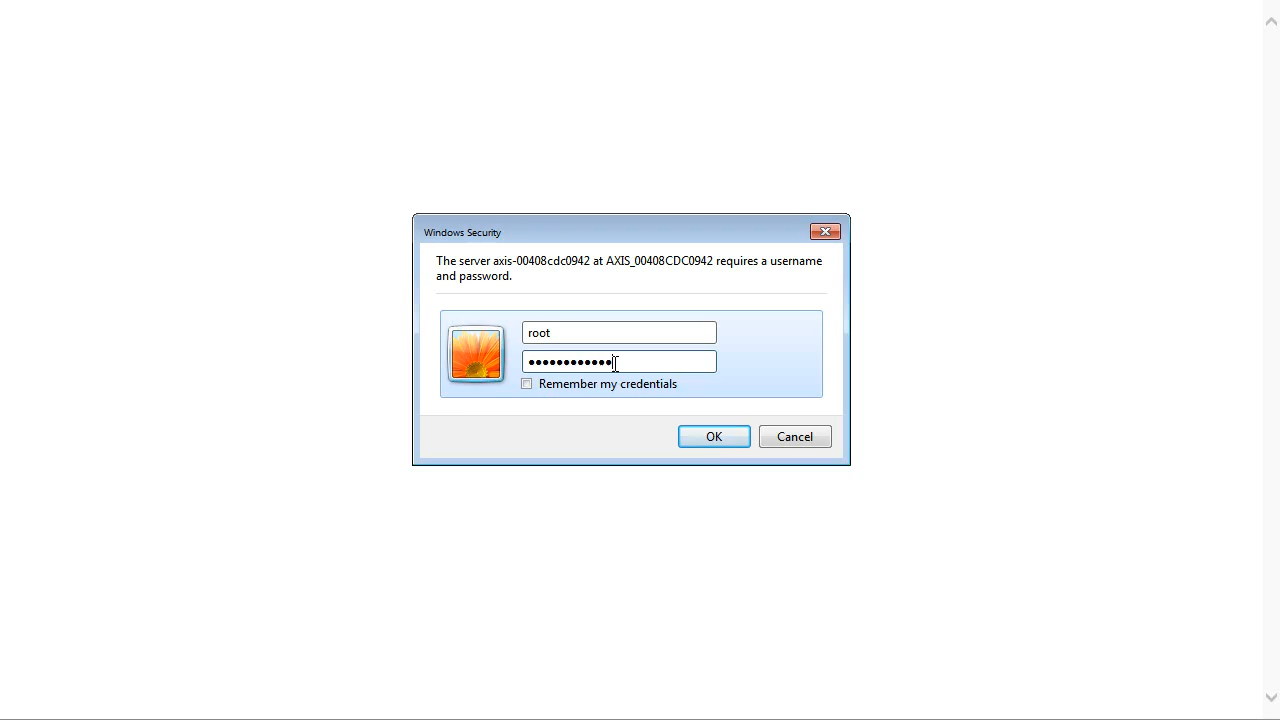 Windows Security
The server axis-00408cdc0942 at AXIS_00408CDC0942 requires a username
and password.
root
●●●●●●●●●●●●
Remember my credentials
OK
Cancel